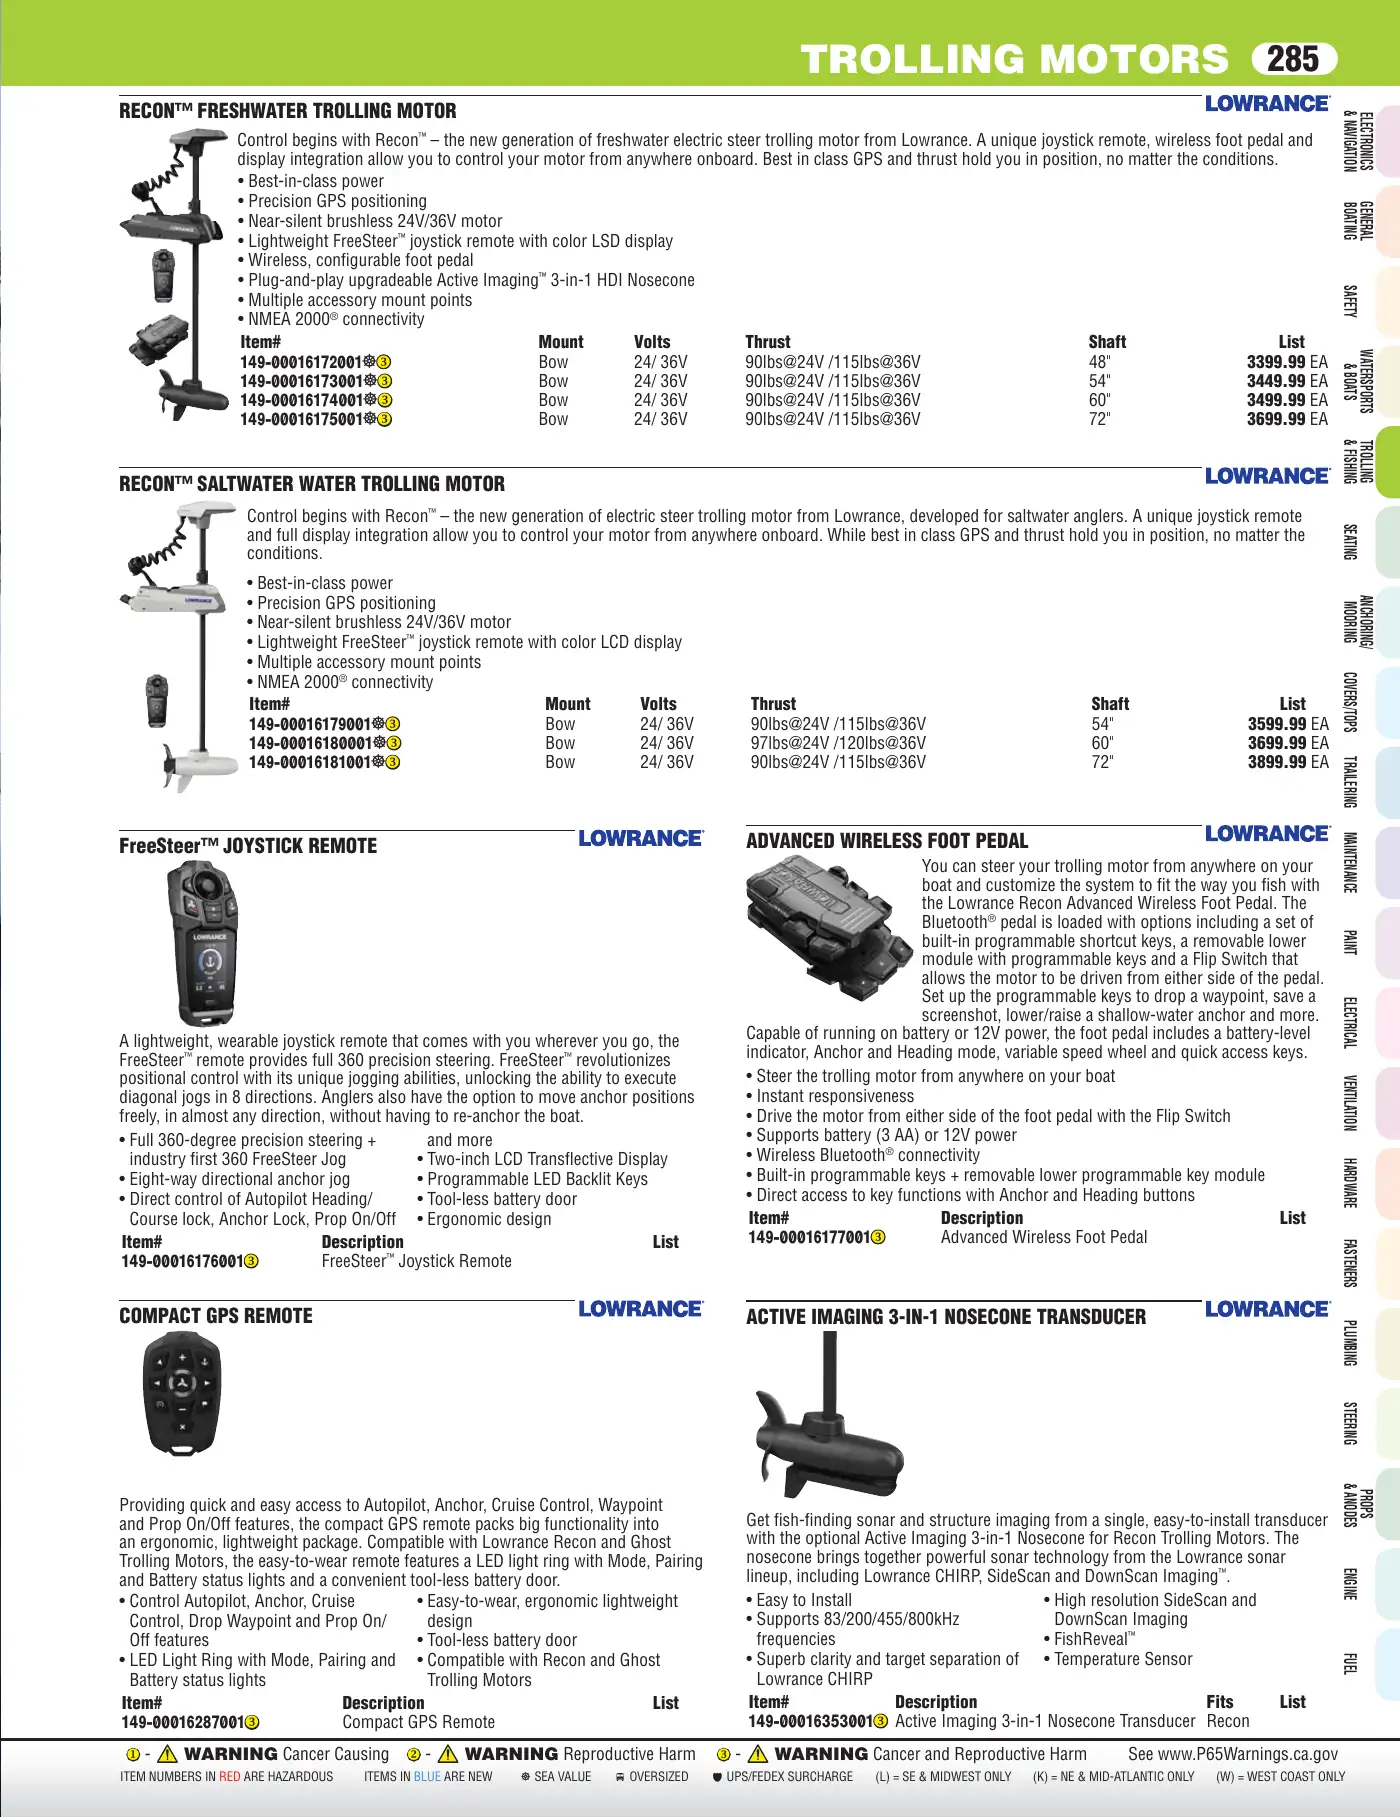 TROLLING MOTORS 285
RECON™ FRESHWATER TROLLING MOTOR
LOWRANCE
Control begins with Recon™ – the new generation of freshwater electric steer trolling motor from Lowrance. A unique joystick remote, wireless foot pedal and
display integration allow you to control your motor from anywhere onboard. Best in class GPS and thrust hold you in position, no matter the conditions.
• Best-in-class power
• Precision GPS positioning
• Near-silent brushless 24V/36V motor
• Lightweight FreeSteer™ joystick remote with color LSD display
• Wireless, configurable foot pedal
• Plug-and-play upgradeable Active Imaging™ 3-in-1 HDI Nosecone
• Multiple accessory mount points
• NMEA 2000® connectivity
Item# Mount Volts Thrust Shaft List
149-00016172001 3 Bow 24/ 36V 90lbs@24V /115lbs@36V 48" 3399.99 EA
149-00016173001 3 Bow 24/ 36V 90lbs@24V /115lbs@36V 54" 3449.99 EA
149-00016174001 3 Bow 24/ 36V 90lbs@24V /115lbs@36V 60" 3499.99 EA
149-00016175001 3 Bow 24/ 36V 90lbs@24V /115lbs@36V 72" 3699.99 EA
RECON™ SALTWATER WATER TROLLING MOTOR
LOWRANCE
Control begins with Recon™ – the new generation of electric steer trolling motor from Lowrance, developed for saltwater anglers. A unique joystick remote
and full display integration allow you to control your motor from anywhere onboard. While best in class GPS and thrust hold you in position, no matter the
conditions.
• Best-in-class power
• Precision GPS positioning
• Near-silent brushless 24V/36V motor
• Lightweight FreeSteer™ joystick remote with color LCD display
• Multiple accessory mount points
• NMEA 2000® connectivity
Item# Mount Volts Thrust Shaft List
149-00016179001 3 Bow 24/ 36V 90lbs@24V /115lbs@36V 54" 3599.99 EA
149-00016180001 3 Bow 24/ 36V 97lbs@24V /120lbs@36V 60" 3699.99 EA
149-00016181001 3 Bow 24/ 36V 90lbs@24V /115lbs@36V 72" 3899.99 EA
FreeSteer™ JOYSTICK REMOTE
LOWRANCE
LOWRANCE
A lightweight, wearable joystick remote that comes with you wherever you go, the
FreeSteer™ remote provides full 360 precision steering. FreeSteer™ revolutionizes
positional control with its unique jogging abilities, unlocking the ability to execute
diagonal jogs in 8 directions. Anglers also have the option to move anchor positions
freely, in almost any direction, without having to re-anchor the boat.
• Full 360-degree precision steering +
industry first 360 FreeSteer Jog
• Eight-way directional anchor jog
• Direct control of Autopilot Heading/
Course lock, Anchor Lock, Prop On/Off
and more
• Two-inch LCD Transflective Display
• Programmable LED Backlit Keys
• Tool-less battery door
• Ergonomic design
Item# Description List
149-00016176001 3 FreeSteer™ Joystick Remote
ADVANCED WIRELESS FOOT PEDAL
LOWRANCE
You can steer your trolling motor from anywhere on your
boat and customize the system to fit the way you fish with
the Lowrance Recon Advanced Wireless Foot Pedal. The
Bluetooth® pedal is loaded with options including a set of
built-in programmable shortcut keys, a removable lower
module with programmable keys and a Flip Switch that
allows the motor to be driven from either side of the pedal.
Set up the programmable keys to drop a waypoint, save a
screenshot, lower/raise a shallow-water anchor and more.
Capable of running on battery or 12V power, the foot pedal includes a battery-level
indicator, Anchor and Heading mode, variable speed wheel and quick access keys.
• Steer the trolling motor from anywhere on your boat
• Instant responsiveness
• Drive the motor from either side of the foot pedal with the Flip Switch
• Supports battery (3 AA) or 12V power
• Wireless Bluetooth® connectivity
• Built-in programmable keys + removable lower programmable key module
• Direct access to key functions with Anchor and Heading buttons
Item# Description List
149-00016177001 3 Advanced Wireless Foot Pedal
COMPACT GPS REMOTE
LOWRANCE
Providing quick and easy access to Autopilot, Anchor, Cruise Control, Waypoint
and Prop On/Off features, the compact GPS remote packs big functionality into
an ergonomic, lightweight package. Compatible with Lowrance Recon and Ghost
Trolling Motors, the easy-to-wear remote features a LED light ring with Mode, Pairing
and Battery status lights and a convenient tool-less battery door.
• Control Autopilot, Anchor, Cruise
Control, Drop Waypoint and Prop On/
Off features
• LED Light Ring with Mode, Pairing and
Battery status lights
• Easy-to-wear, ergonomic lightweight
design
• Tool-less battery door
• Compatible with Recon and Ghost
Trolling Motors
Item# Description List
149-00016287001 3 Compact GPS Remote
ACTIVE IMAGING 3-IN-1 NOSECONE TRANSDUCER
LOWRANCE
Get fish-finding sonar and structure imaging from a single, easy-to-install transducer
with the optional Active Imaging 3-in-1 Nosecone for Recon Trolling Motors. The
nosecone brings together powerful sonar technology from the Lowrance sonar
lineup, including Lowrance CHIRP, SideScan and DownScan Imaging™.
• Easy to Install
• Supports 83/200/455/800kHz
frequencies
• Superb clarity and target separation of
Lowrance CHIRP
• High resolution SideScan and
DownScan Imaging
• FishReveal™
• Temperature Sensor
Item# Description Fits List
149-00016353001 3 Active Imaging 3-in-1 Nosecone Transducer Recon
1 - WARNING Cancer Causing 2 - WARNING Reproductive Harm 3 - WARNING Cancer and Reproductive Harm See www.P65Warnings.ca.gov
ITEM NUMBERS IN RED ARE HAZARDOUS ITEMS IN BLUE ARE NEW SEA VALUE OVERSIZED UPS/FEDEX SURCHARGE (L) = SE & MIDWEST ONLY (K) = NE & MID-ATLANTIC ONLY (W) = WEST COAST ONLY
ELECTRONICS
& NAVIGATION
GENERAL
BOATING
SAFETY
WATERSPORTS
& BOATS
TROLLING
& FISHING
SEATING
ANCHORING/
MOORING
COVERS/TOPS
TRAILERING
MAINTENANCE
PAINT
ELECTRICAL
VENTILATION
HARDWARE
FASTENERS
PLUMBING
STEERING
PROPS
& ANODES
ENGINE
FUEL